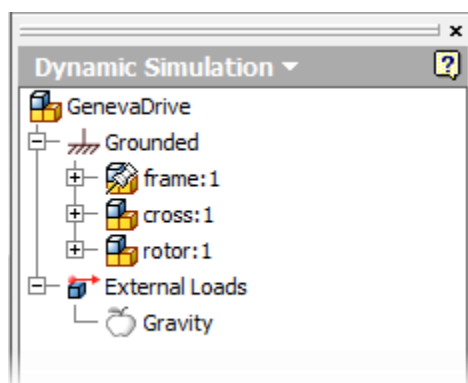 Dynamic Simulation
GenevaDrive
Grounded
frame:1
cross:1
rotor:1
External Loads
Gravity